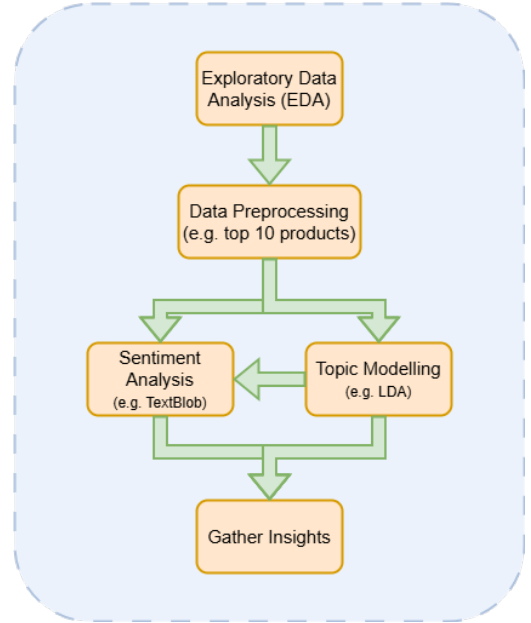 Exploratory Data
Analysis (EDA)
Data Preprocessing
(e.g. top 10 products)
Sentiment
Analysis
(e.g. TextBlob)
Topic Modelling
(e.g. LDA)
Gather Insights